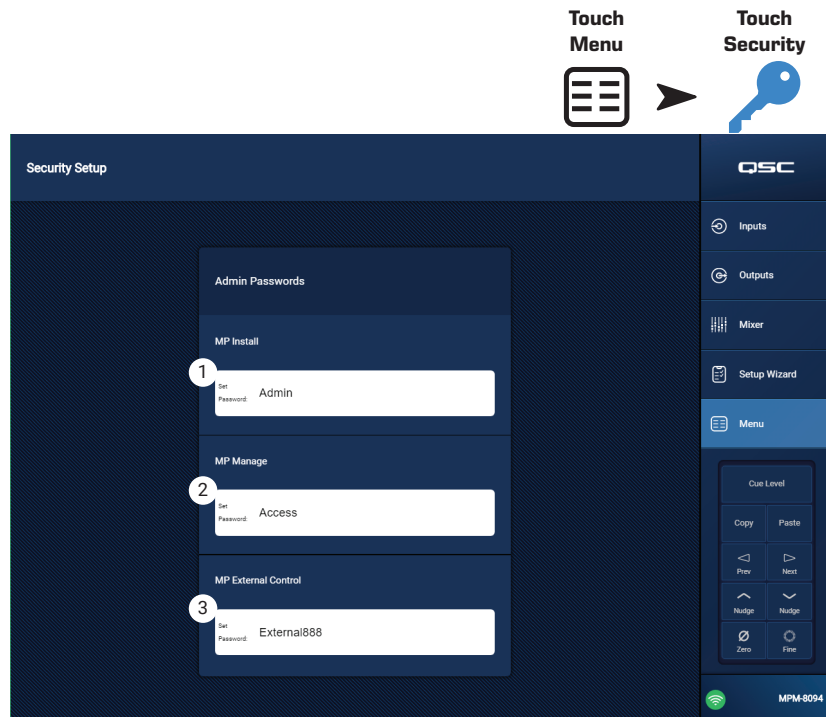 Touch
Menu
Touch
Security
Security Setup
QSC
Admin Passwords
MP Install
1
Set
Password:
Admin
MP Manage
2
Set
Password:
Access
MP External Control
3
Set
Password:
External888
Inputs
Outputs
Mixer
Setup Wizard
Menu
Cue Level
Copy
Paste
Prev
Next
Nudge
Nudge
Zero
Fine
MPM-8094